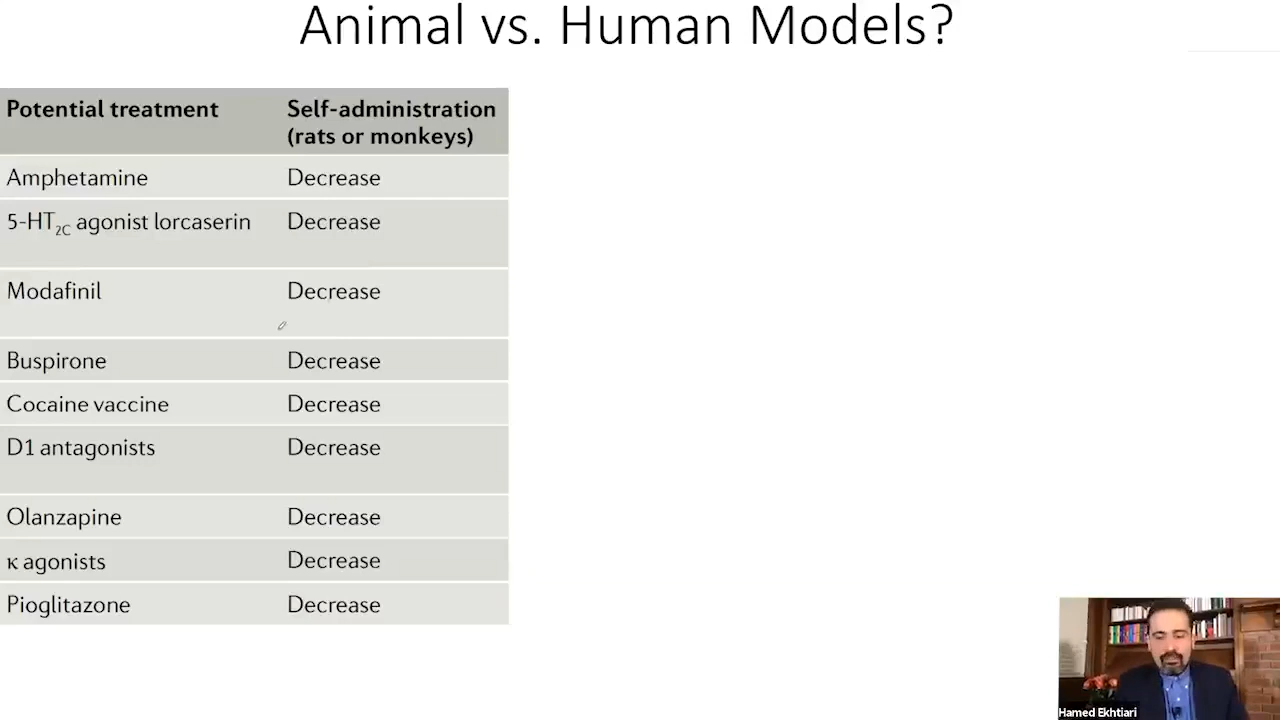 Animal vs. Human Models?
Potential treatment Self-administration
(rats or monkeys)
Amphetamine Decrease
5-HT2C agonist lorcaserin Decrease
Modafinil Decrease
Buspirone Decrease
Cocaine vaccine Decrease
D1 antagonists Decrease
Olanzapine Decrease
κ agonists Decrease
Pioglitazone Decrease
Hamed Ekhtiari